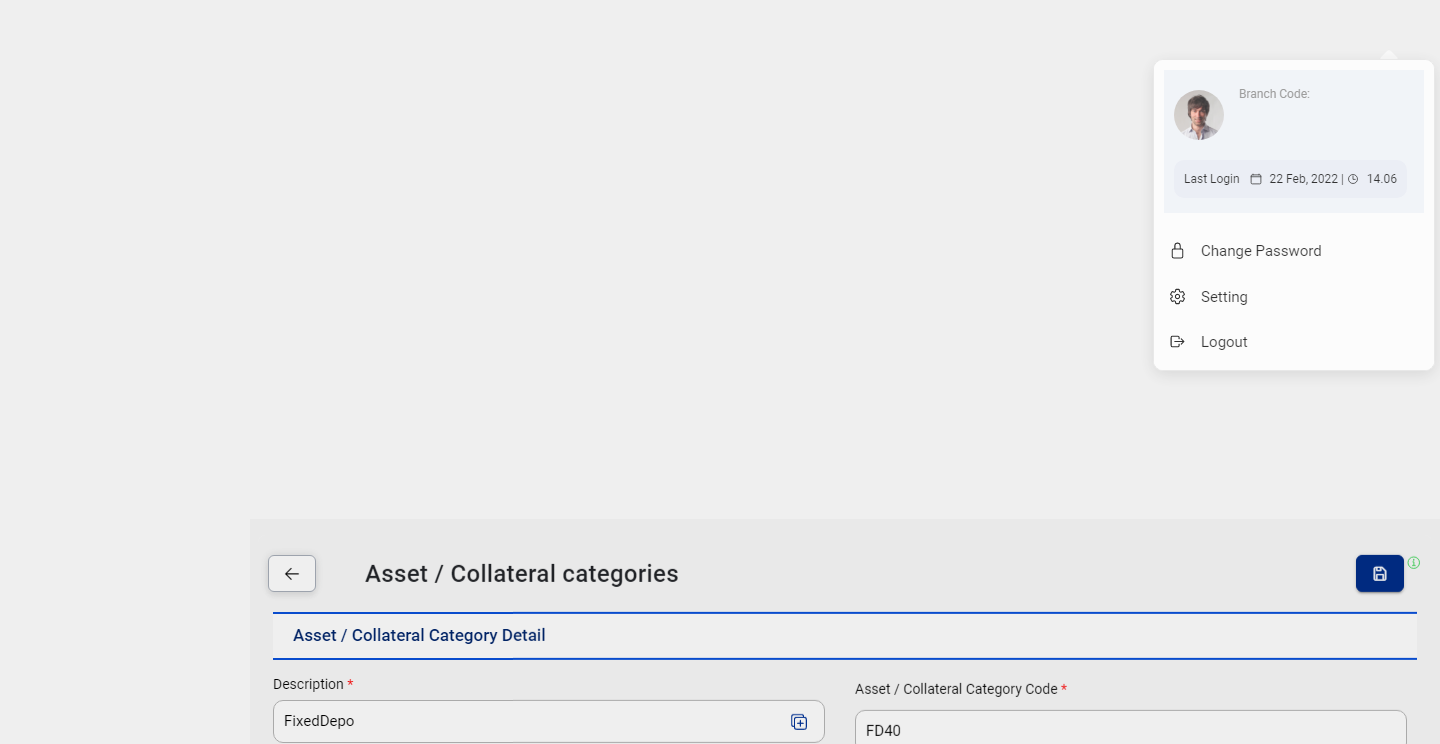 Branch Code:
Last Login 22 Feb, 2022 | 14.06
Change Password
Setting
Logout
Asset / Collateral categories
Asset / Collateral Category Detail
Description *
Asset / Collateral Category Code *
FixedDepo
FD40